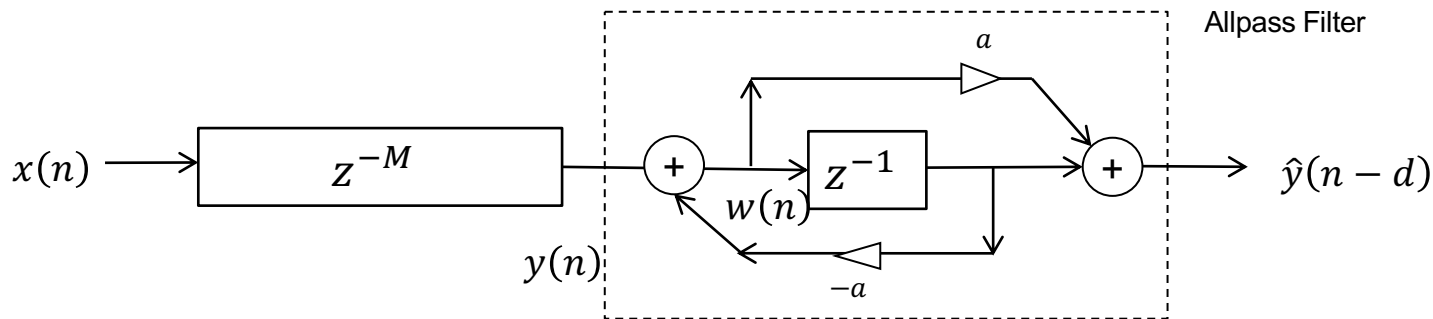 Allpass Filter
a
x(n)
z^{-M}
+
z^{-1}
+
ŷ(n − d)
w(n)
y(n)
−a